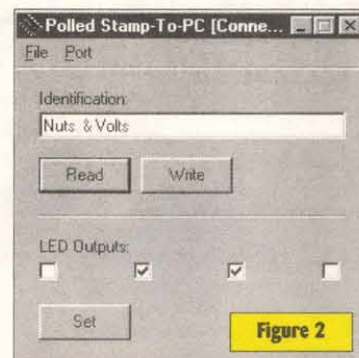 Polled Stamp-To-PC [Conne...
File Port
Identification:
Nuts & Volts
Read Write
LED Outputs:
Set
Figure 2